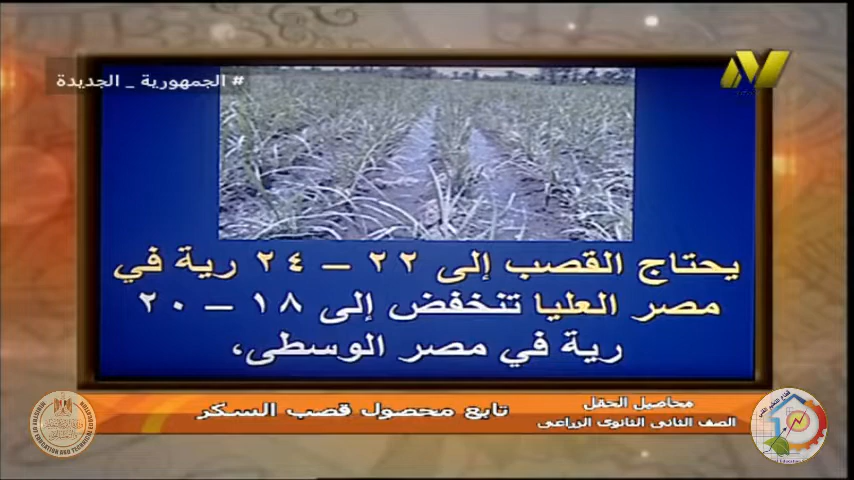 # الجمهورية _ الجديدة
يحتاج القصب إلى ٢٢ – ٢٤ رية في
مصر العليا تنخفض إلى ١٨ – ٢٠
رية في مصر الوسطى،
محاصيل الحقل
الصف الثانى الثانوى الزراعى
تابع محصول قصب السكر